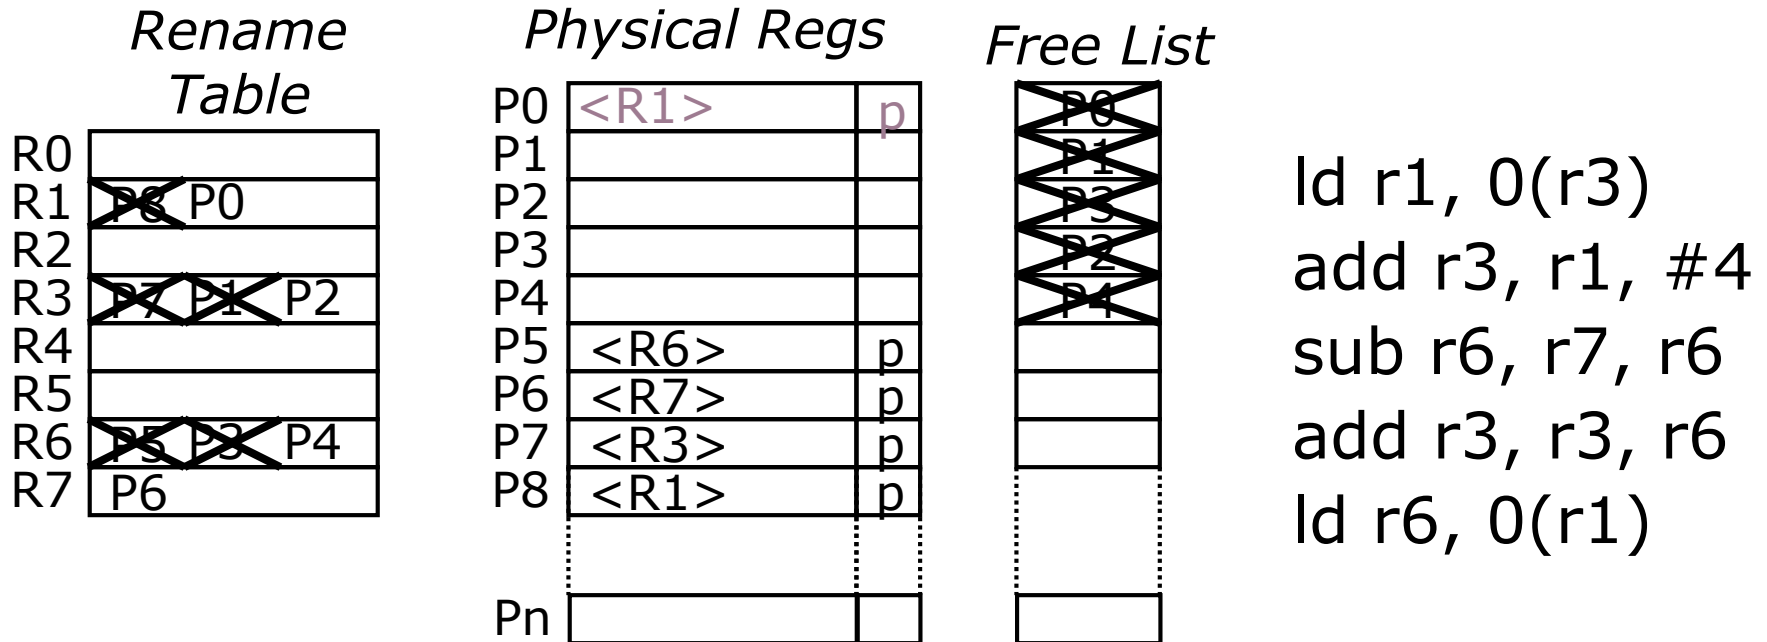 Rename
Table
R0
R1 P8 P0
R2
R3 P7 P1 P2
R4
R5
R6 P5 P3 P4
R7 P6
Physical Regs
P0 <R1> p
P1
P2
P3
P4
P5 <R6> p
P6 <R7> p
P7 <R3> p
P8 <R1> p
Pn
Free List
P0
P1
P3
P2
P4
ld r1, 0(r3)
add r3, r1, #4
sub r6, r7, r6
add r3, r3, r6
ld r6, 0(r1)